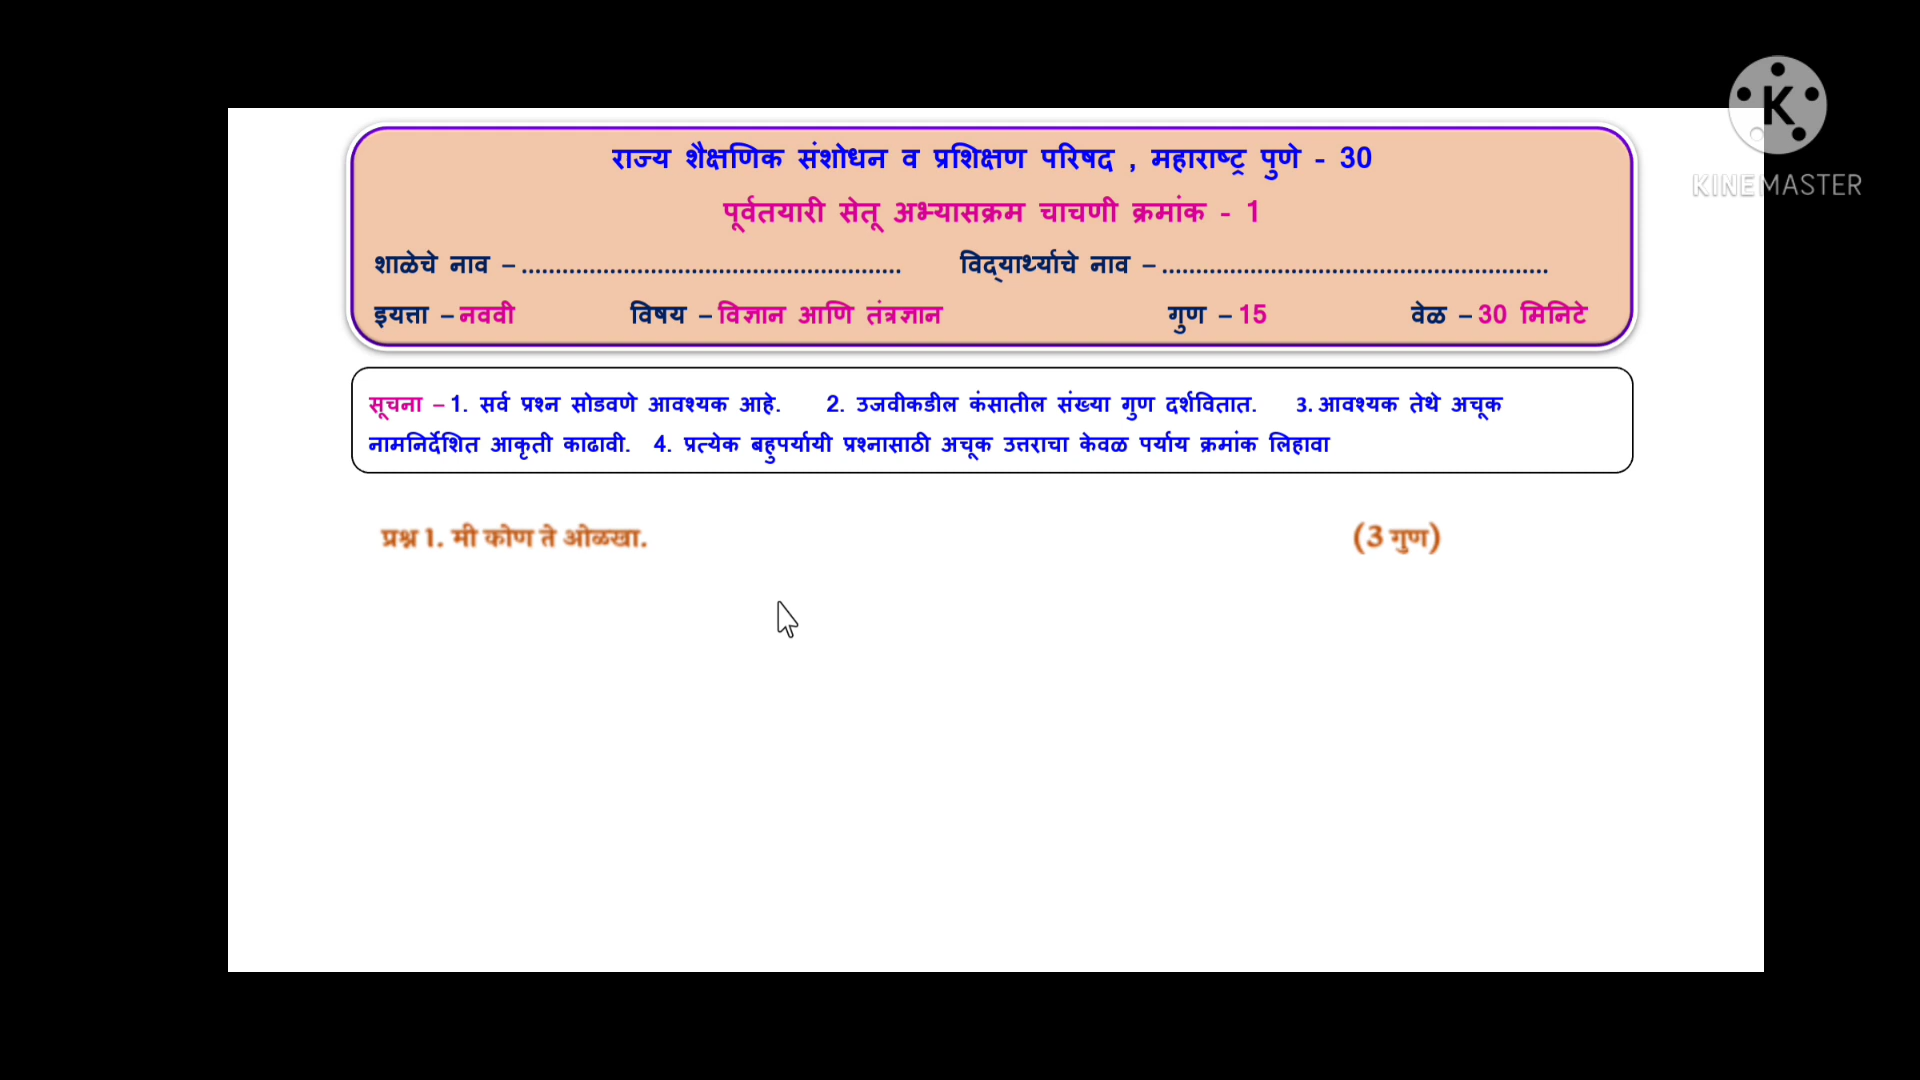 राज्य शैक्षणिक संशोधन व प्रशिक्षण परिषद , महाराष्ट्र पुणे - 30
पूर्वतयारी सेतू अभ्यासक्रम चाचणी क्रमांक - 1
शाळेचे नाव – ........................................................ विद्यार्थ्याचे नाव – .........................................................
इयत्ता – नववी विषय – विज्ञान आणि तंत्रज्ञान गुण – 15 वेळ – 30 मिनिटे
सूचना – 1. सर्व प्रश्न सोडवणे आवश्यक आहे. 2. उजवीकडील कंसातील संख्या गुण दर्शवितात. 3. आवश्यक तेथे अचूक
नामनिर्देशित आकृती काढावी. 4. प्रत्येक बहुपर्यायी प्रश्नासाठी अचूक उत्तराचा केवळ पर्याय क्रमांक लिहावा
प्रश्न 1. मी कोण ते ओळखा. (3 गुण)
K
KINEMASTER